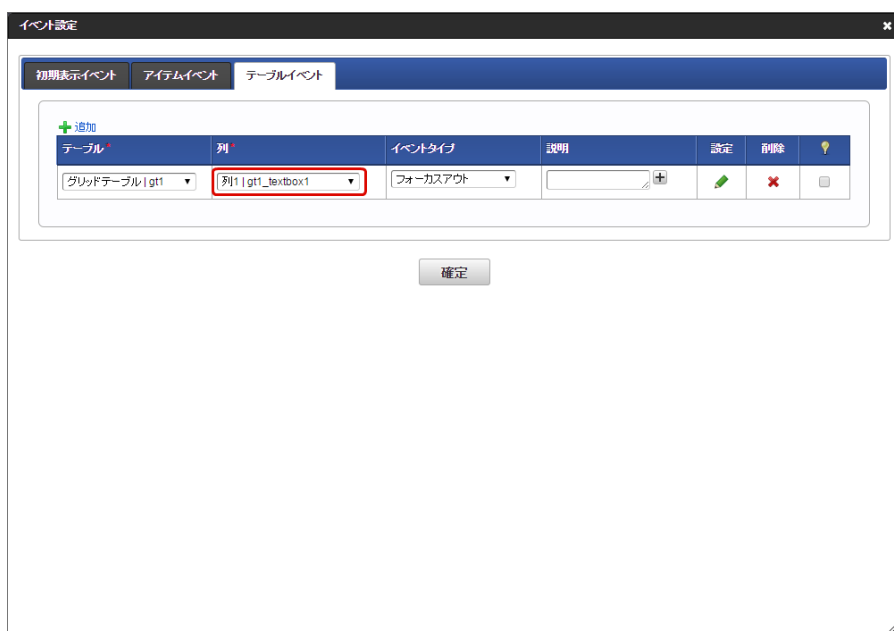 イベント設定
初期表示イベント アイテムイベント テーブルイベント
追加
テーブル* 列* イベントタイプ 説明 設定 削除
グリッドテーブル | gt1 列1 | gt1_textbox1 フォーカスアウト
確定